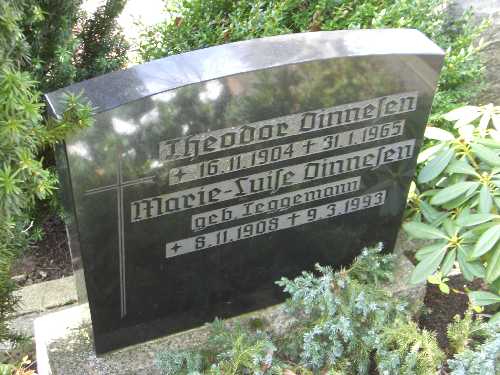 Theodor Dinnesen
* 16.11.1904 + 31.1.1965
Marie-Luise Dinnesen
geb. Teggemann
* 8.11.1908 + 9.3.1993